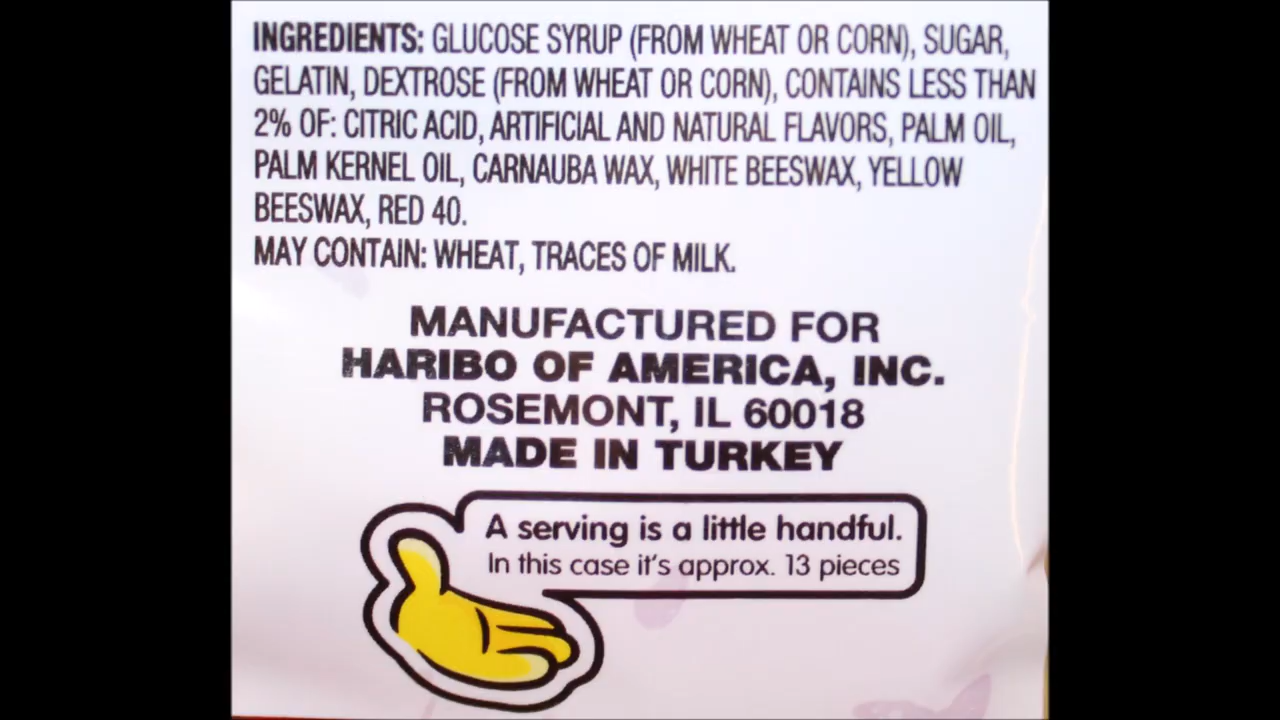 INGREDIENTS: GLUCOSE SYRUP (FROM WHEAT OR CORN), SUGAR,
GELATIN, DEXTROSE (FROM WHEAT OR CORN), CONTAINS LESS THAN
2% OF: CITRIC ACID, ARTIFICIAL AND NATURAL FLAVORS, PALM OIL,
PALM KERNEL OIL, CARNAUBA WAX, WHITE BEESWAX, YELLOW
BEESWAX, RED 40.
MAY CONTAIN: WHEAT, TRACES OF MILK.
MANUFACTURED FOR
HARIBO OF AMERICA, INC.
ROSEMONT, IL 60018
MADE IN TURKEY
A serving is a little handful.
In this case it's approx. 13 pieces